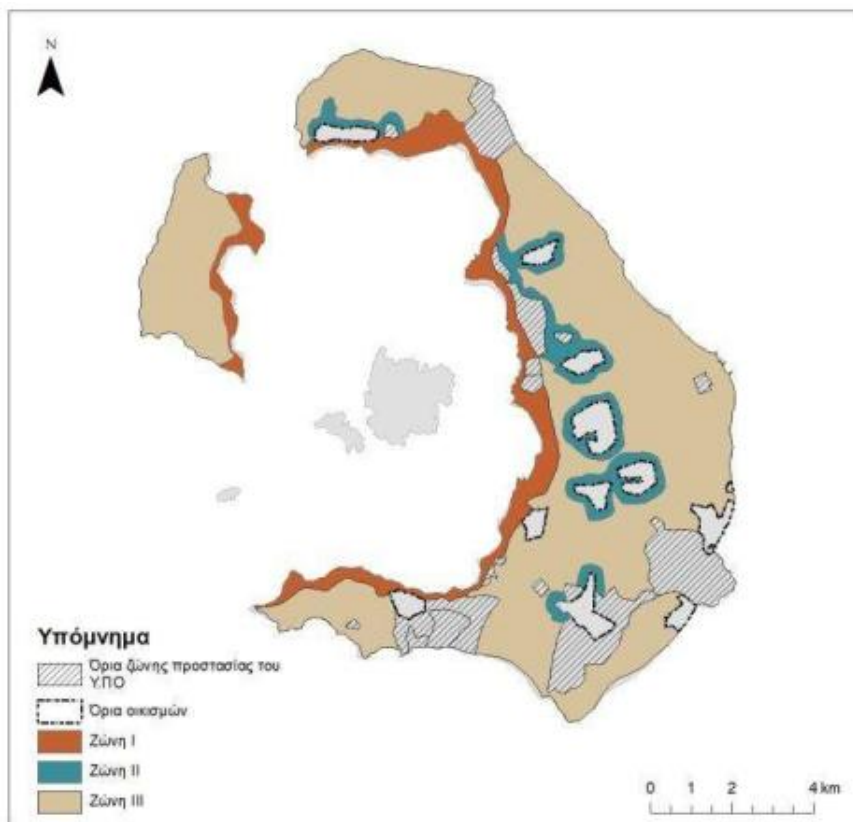 N
Υπόμνημα
Όρια ζώνης προστασίας του
Υ.ΠΟ
Όρια οικισμών
Ζώνη I
Ζώνη II
Ζώνη III
0 1 2 4 km